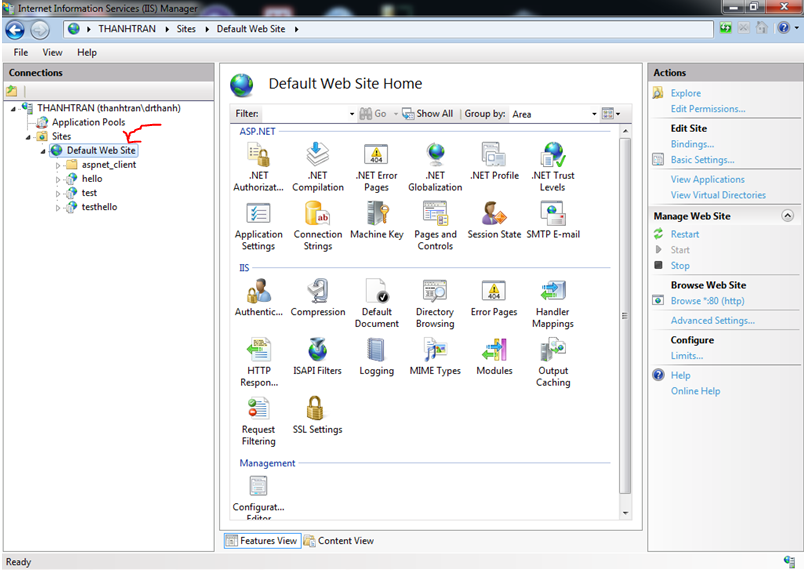 Internet Information Services (IIS) Manager
THANHTRAN Sites Default Web Site
File View Help
Connections
THANHTRAN (thanhtran\drthanh)
Application Pools
Sites
Default Web Site
aspnet_client
hello
test
testhello
Default Web Site Home
Filter: Go Show All Group by: Area
ASP.NET
.NET Authorizat... .NET Compilation .NET Error Pages .NET Globalization .NET Profile .NET Trust Levels
Application Settings Connection Strings Machine Key Pages and Controls Session State SMTP E-mail
IIS
Authentic... Compression Default Document Directory Browsing Error Pages Handler Mappings
HTTP Respon... ISAPI Filters Logging MIME Types Modules Output Caching
Request Filtering SSL Settings
Management
Configurat... Editor
Features View Content View
Actions
Explore
Edit Permissions...
Edit Site
Bindings...
Basic Settings...
View Applications
View Virtual Directories
Manage Web Site
Restart
Start
Stop
Browse Web Site
Browse *:80 (http)
Advanced Settings...
Configure
Limits...
Help
Online Help
Ready